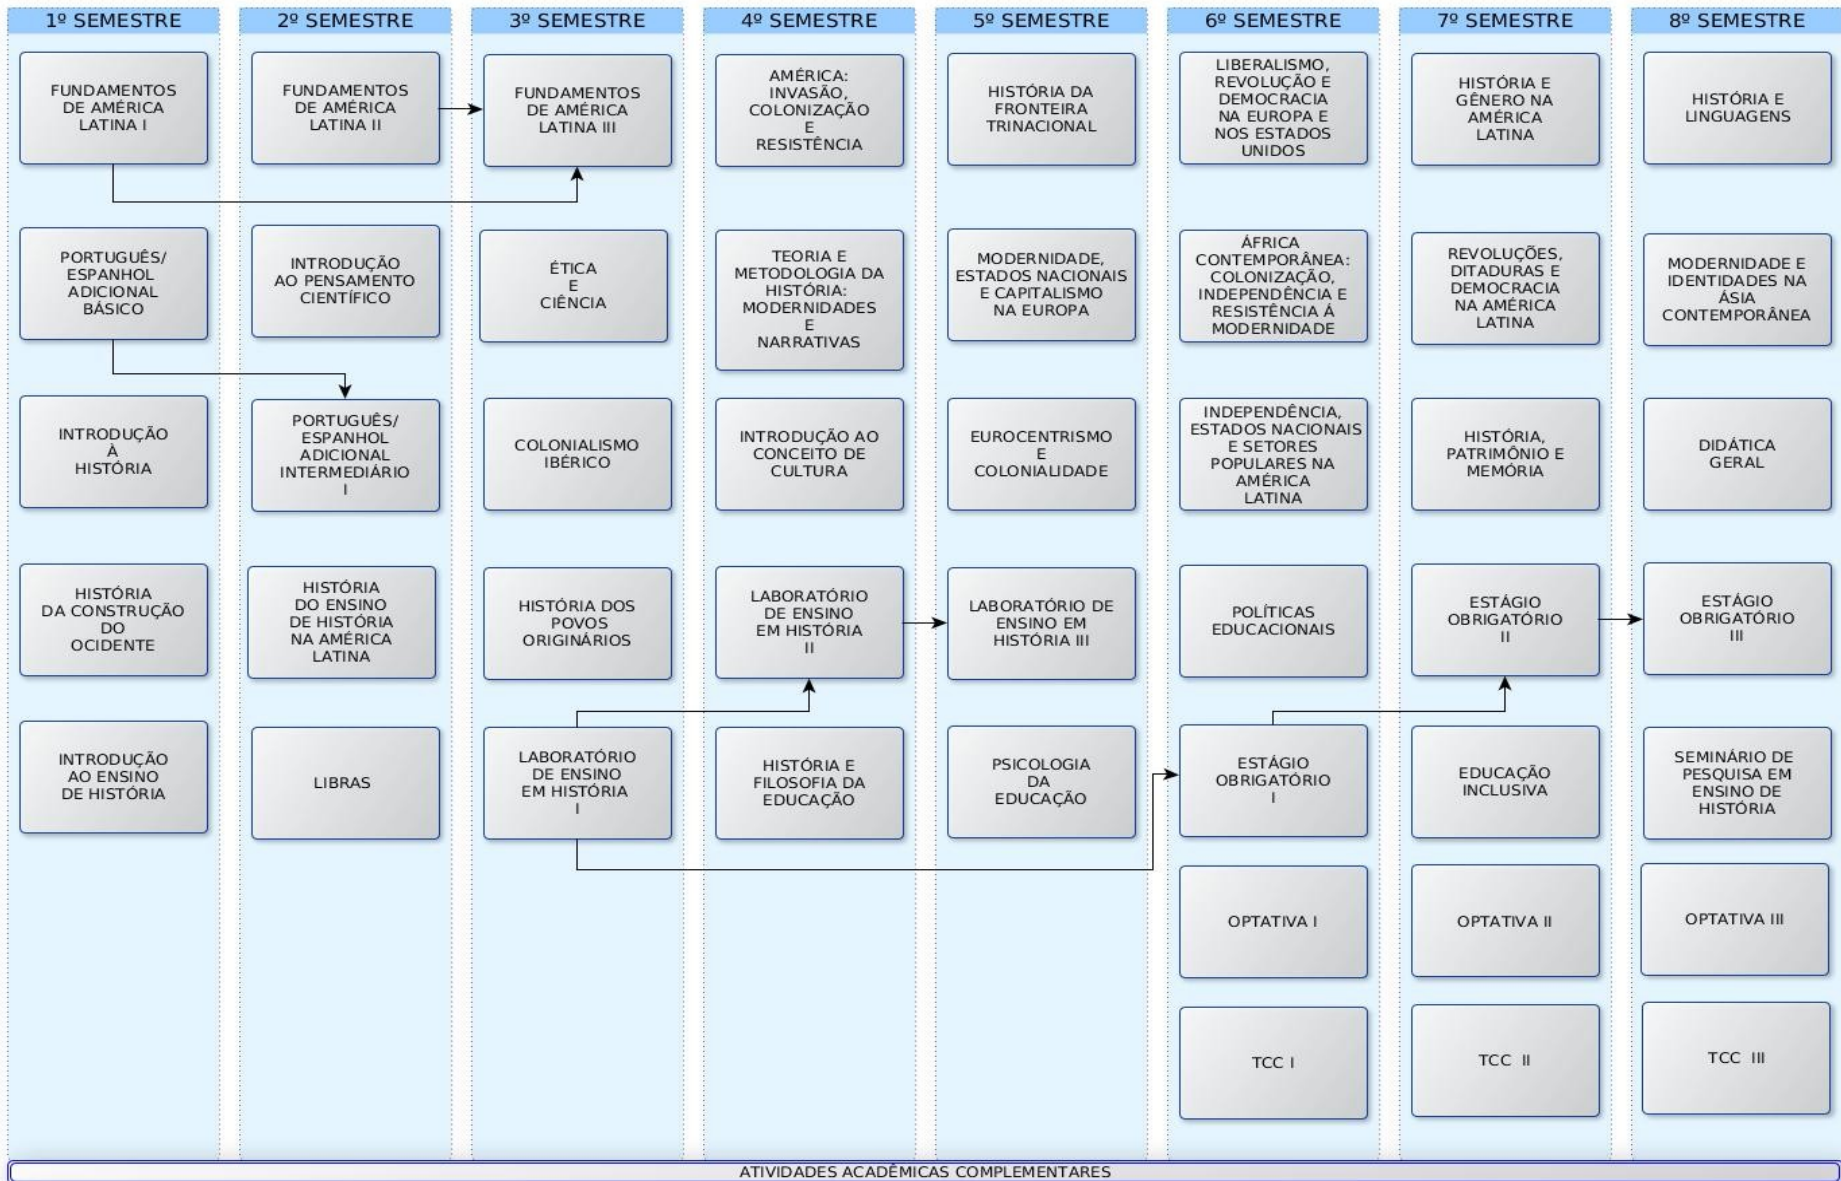 1º SEMESTRE
FUNDAMENTOS
DE AMÉRICA
LATINA I
PORTUGUÊS/
ESPANHOL
ADICIONAL
BÁSICO
INTRODUÇÃO
À
HISTÓRIA
HISTÓRIA
DA CONSTRUÇÃO
DO
OCIDENTE
INTRODUÇÃO
AO ENSINO
DE HISTÓRIA
2º SEMESTRE
FUNDAMENTOS
DE AMÉRICA
LATINA II
INTRODUÇÃO
AO PENSAMENTO
CIENTÍFICO
PORTUGUÊS/
ESPANHOL
ADICIONAL
INTERMEDIÁRIO
I
HISTÓRIA
DO ENSINO
DE HISTÓRIA
NA AMÉRICA
LATINA
LIBRAS
3º SEMESTRE
FUNDAMENTOS
DE AMÉRICA
LATINA III
ÉTICA
E
CIÊNCIA
COLONIALISMO
IBÉRICO
HISTÓRIA DOS
POVOS
ORIGINÁRIOS
LABORATÓRIO
DE ENSINO
EM HISTÓRIA
I
4º SEMESTRE
AMÉRICA:
INVASÃO,
COLONIZAÇÃO
E
RESISTÊNCIA
TEORIA E
METODOLOGIA DA
HISTÓRIA:
MODERNIDADES
E
NARRATIVAS
INTRODUÇÃO AO
CONCEITO DE
CULTURA
LABORATÓRIO
DE ENSINO
EM HISTÓRIA
II
HISTÓRIA E
FILOSOFIA DA
EDUCAÇÃO
5º SEMESTRE
HISTÓRIA DA
FRONTEIRA
TRINACIONAL
MODERNIDADE,
ESTADOS NACIONAIS
E CAPITALISMO
NA EUROPA
EUROCENTRISMO
E
COLONIALIDADE
LABORATÓRIO DE
ENSINO EM
HISTÓRIA III
PSICOLOGIA
DA
EDUCAÇÃO
6º SEMESTRE
LIBERALISMO,
REVOLUÇÃO E
DEMOCRACIA
NA EUROPA E
NOS ESTADOS
UNIDOS
ÁFRICA
CONTEMPORÂNEA:
COLONIZAÇÃO,
INDEPENDÊNCIA E
RESISTÊNCIA À
MODERNIDADE
INDEPENDÊNCIA,
ESTADOS NACIONAIS
E SETORES
POPULARES NA
AMÉRICA
LATINA
POLÍTICAS
EDUCACIONAIS
ESTÁGIO
OBRIGATÓRIO
I
OPTATIVA I
TCC I
7º SEMESTRE
HISTÓRIA E
GÊNERO NA
AMÉRICA
LATINA
REVOLUÇÕES,
DITADURAS E
DEMOCRACIA
NA AMÉRICA
LATINA
HISTÓRIA,
PATRIMÔNIO E
MEMÓRIA
ESTÁGIO
OBRIGATÓRIO
II
EDUCAÇÃO
INCLUSIVA
OPTATIVA II
TCC II
8º SEMESTRE
HISTÓRIA E
LINGUAGENS
MODERNIDADE E
IDENTIDADES NA
ÁSIA
CONTEMPORÂNEA
DIDÁTICA
GERAL
ESTÁGIO
OBRIGATÓRIO
III
SEMINÁRIO DE
PESQUISA EM
ENSINO DE
HISTÓRIA
OPTATIVA III
TCC III
ATIVIDADES ACADÊMICAS COMPLEMENTARES